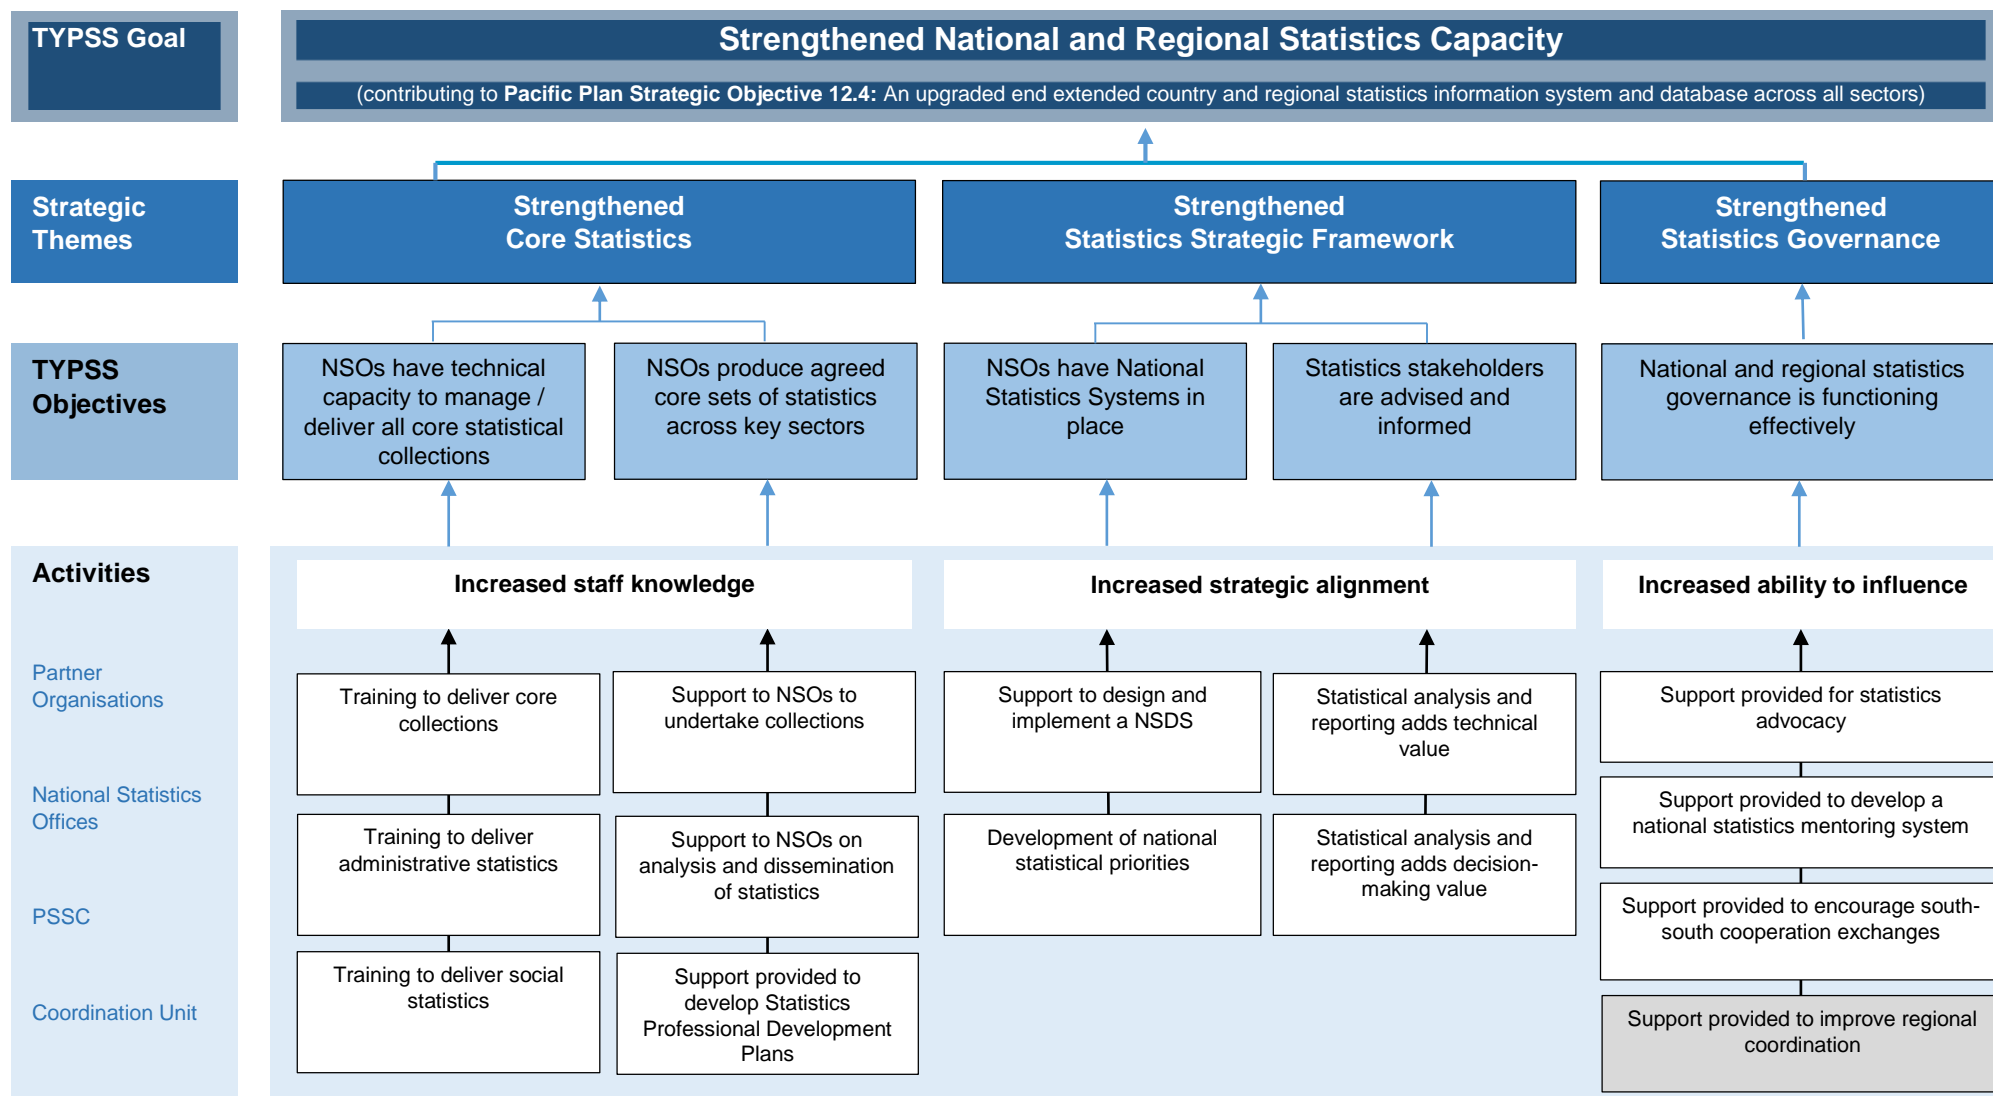 TYPSS Goal
Strengthened National and Regional Statistics Capacity
(contributing to Pacific Plan Strategic Objective 12.4: An upgraded end extended country and regional statistics information system and database across all sectors)
Strategic
Themes
Strengthened
Core Statistics
Strengthened
Statistics Strategic Framework
Strengthened
Statistics Governance
TYPSS
Objectives
NSOs have technical
capacity to manage /
deliver all core statistical
collections
NSOs produce agreed
core sets of statistics
across key sectors
NSOs have National
Statistics Systems in
place
Statistics stakeholders
are advised and
informed
National and regional statistics
governance is functioning
effectively
Activities
Increased staff knowledge
Increased strategic alignment
Increased ability to influence
Partner
Organisations
National Statistics
Offices
PSSC
Coordination Unit
Training to deliver core
collections
Training to deliver
administrative statistics
Training to deliver social
statistics
Support to NSOs to
undertake collections
Support to NSOs on
analysis and dissemination
of statistics
Support provided to
develop Statistics
Professional Development
Plans
Support to design and
implement a NSDS
Development of national
statistical priorities
Statistical analysis and
reporting adds technical
value
Statistical analysis and
reporting adds decision-
making value
Support provided for statistics
advocacy
Support provided to develop a
national statistics mentoring system
Support provided to encourage south-
south cooperation exchanges
Support provided to improve regional
coordination